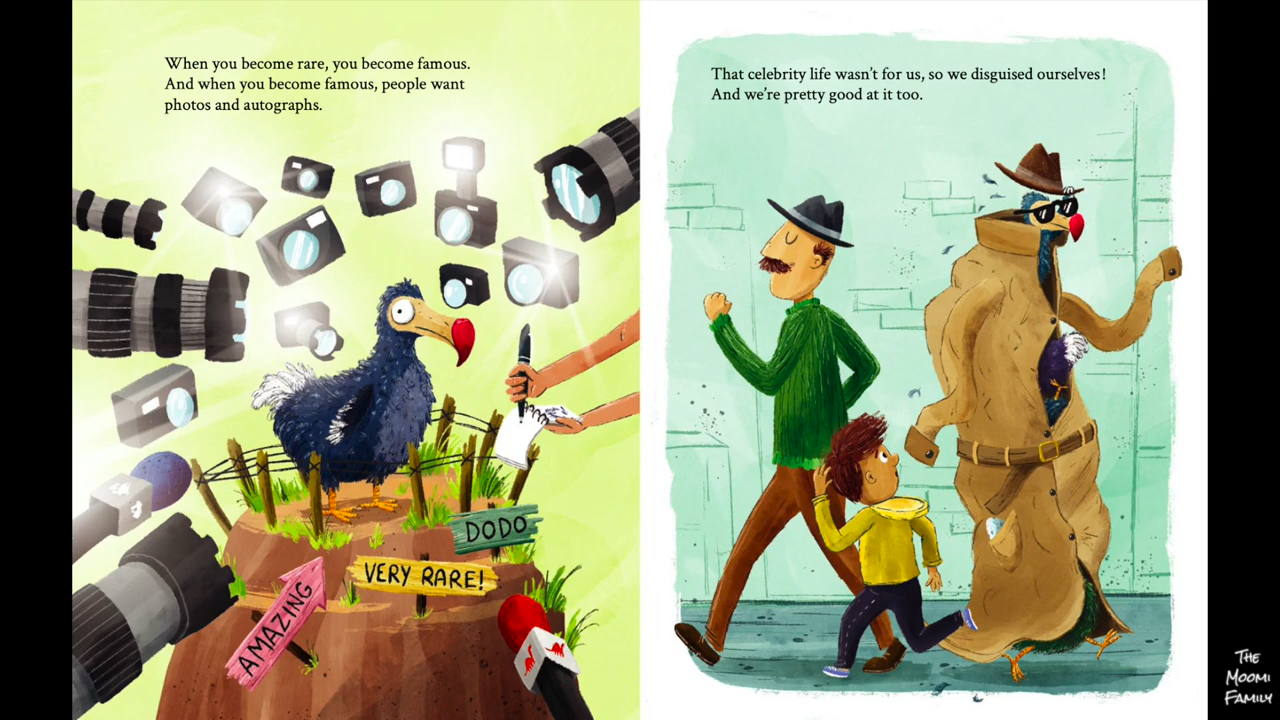 When you become rare, you become famous.
And when you become famous, people want
photos and autographs.
DODO
VERY RARE!
AMAZING
That celebrity life wasn't for us, so we disguised ourselves!
And we're pretty good at it too.
THE
MOOMI
FAMILY